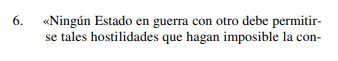 6. «Ningún Estado en guerra con otro debe permitir-
se tales hostilidades que hagan imposible la con-